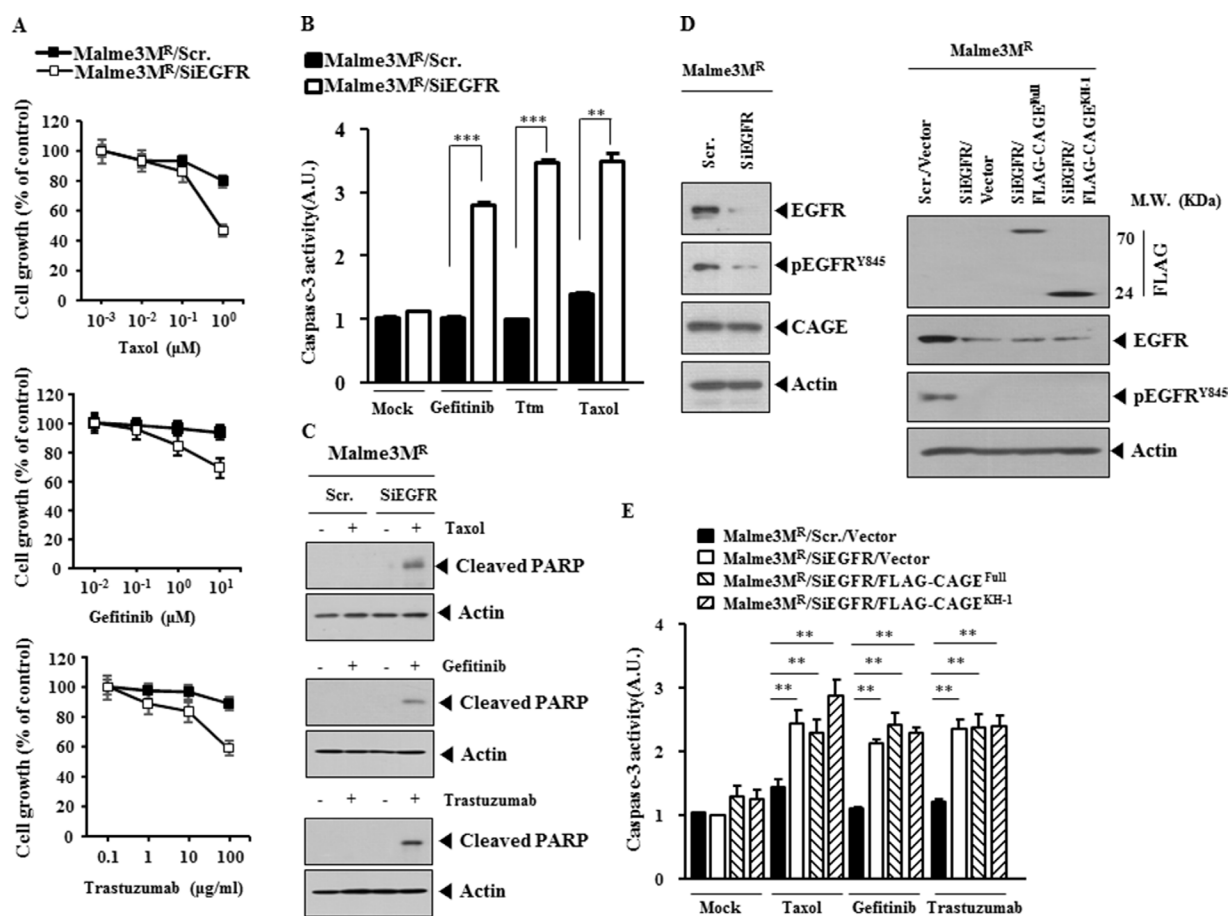 A
Malme3Mᴿ/Scr.
Malme3Mᴿ/SiEGFR
Cell growth (% of control)
120
100
80
60
40
20
0
10⁻³ 10⁻² 10⁻¹ 10⁰
Taxol (µM)
Cell growth (% of control)
120
100
80
60
40
20
0
10⁻² 10⁻¹ 10⁰ 10¹
Gefitinib (µM)
Cell growth (% of control)
120
100
80
60
40
20
0
0.1 1 10 100
Trastuzumab (µg/ml)
B
Malme3Mᴿ/Scr.
Malme3Mᴿ/SiEGFR
Caspase-3 activity(A.U.)
4
3
2
1
0
*** *** **
Mock Gefitinib Ttm Taxol
C
Malme3Mᴿ
Scr. SiEGFR
- + - + Taxol
Cleaved PARP
Actin
- + - + Gefitinib
Cleaved PARP
Actin
- + - + Trastuzumab
Cleaved PARP
Actin
D
Malme3Mᴿ
Scr.
SiEGFR
EGFR
pEGFRʸ⁸⁴⁵
CAGE
Actin
Malme3Mᴿ
Scr./Vector
SiEGFR/
Vector
SiEGFR/
FLAG-CAGEFull
SiEGFR/
FLAG-CAGEKH-1
M.W. (KDa)
70
24
FLAG
EGFR
pEGFRʸ⁸⁴⁵
Actin
E
Malme3Mᴿ/Scr./Vector
Malme3Mᴿ/SiEGFR/Vector
Malme3Mᴿ/SiEGFR/FLAG-CAGEFull
Malme3Mᴿ/SiEGFR/FLAG-CAGEKH-1
Caspase-3 activity(A.U.)
4
3
2
1
0
** ** **
** ** **
** ** **
Mock Taxol Gefitinib Trastuzumab